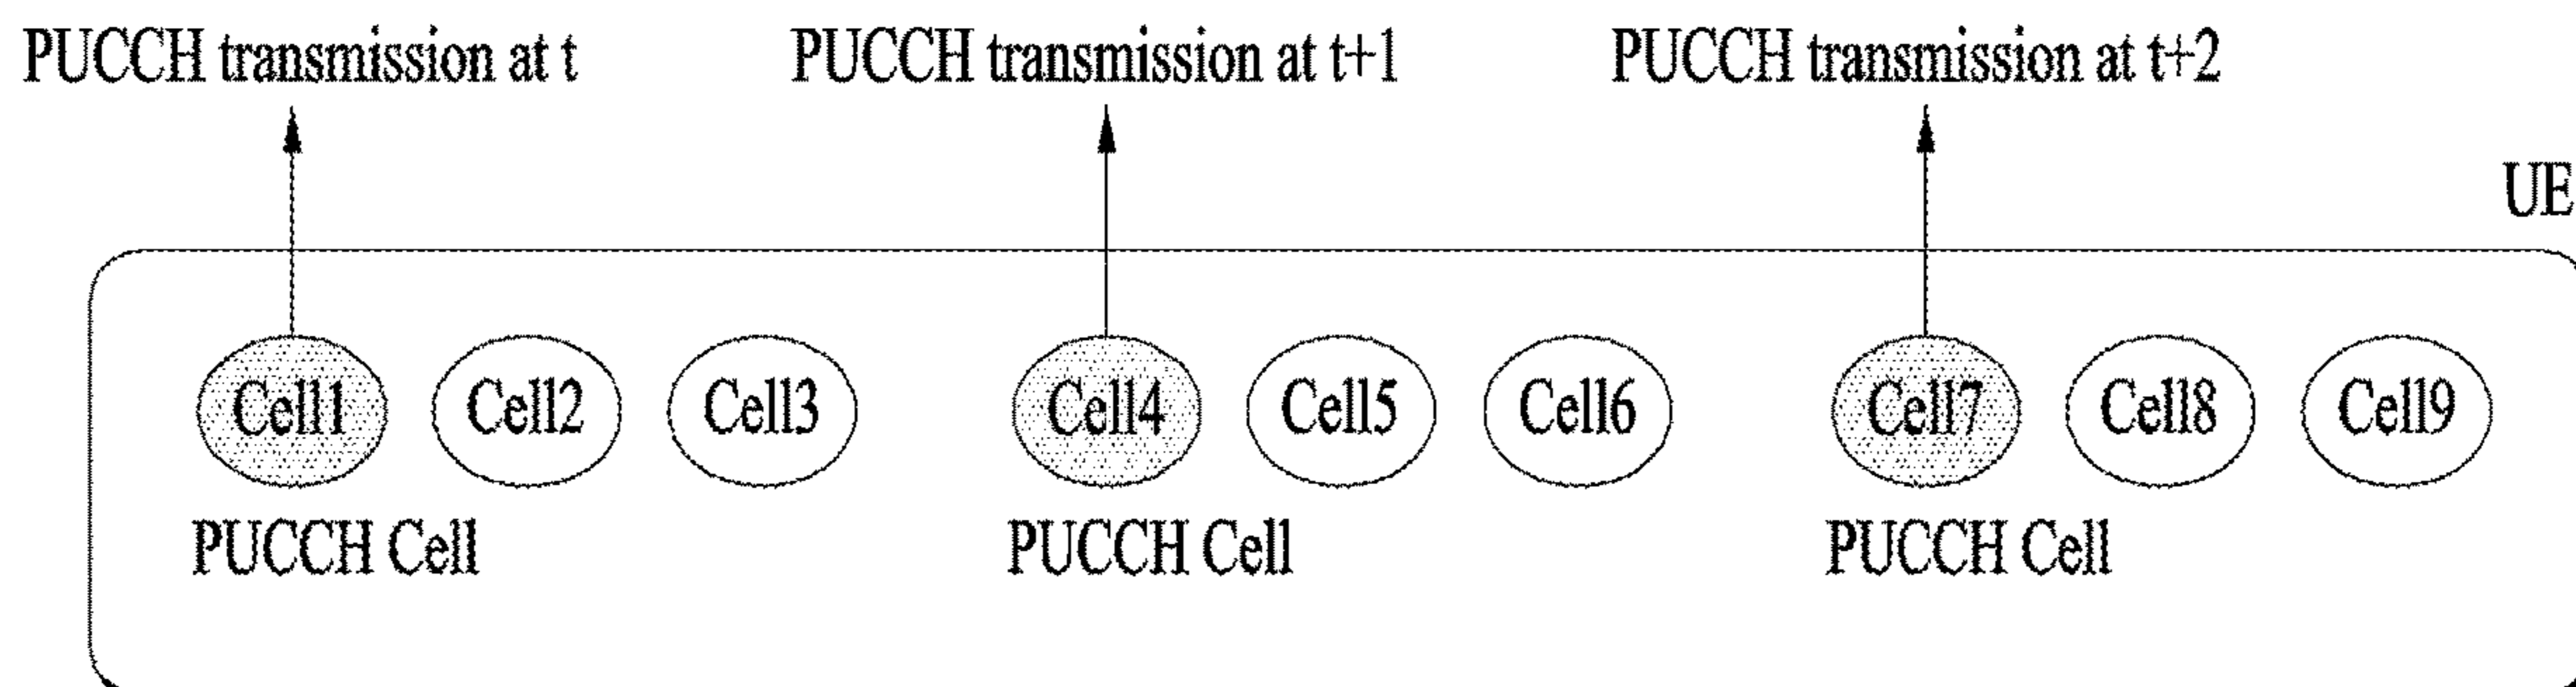 PUCCH transmission at t PUCCH transmission at t+1 PUCCH transmission at t+2
UE
Cell1 Cell2 Cell3 Cell4 Cell5 Cell6 Cell7 Cell8 Cell9
PUCCH Cell PUCCH Cell PUCCH Cell